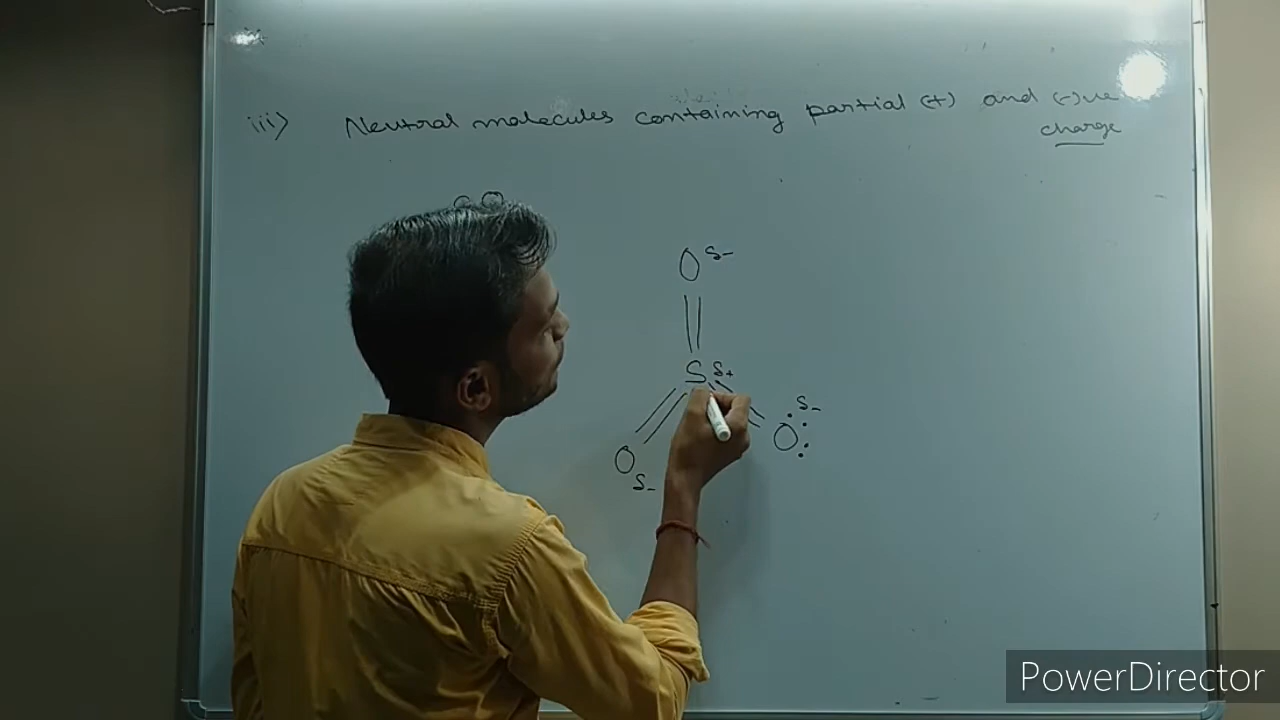 iii) Neutral molecules containing partial (+) and (-)ve
charge
O δ-
S δ+
O δ-
O δ-
PowerDirector